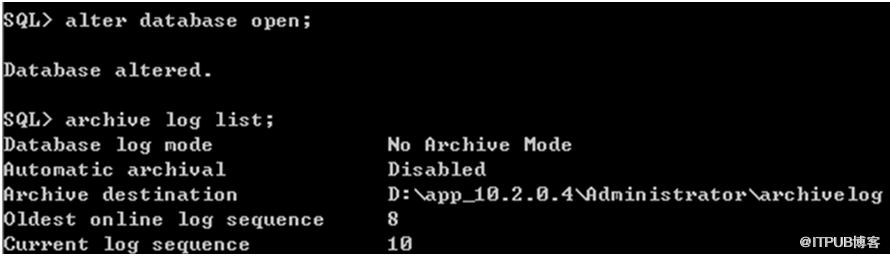 SQL> alter database open;
Database altered.
SQL> archive log list;
Database log mode No Archive Mode
Automatic archival Disabled
Archive destination D:\app_10.2.0.4\Administrator\archivelog
Oldest online log sequence 8
Current log sequence 10
@ITPUB博客